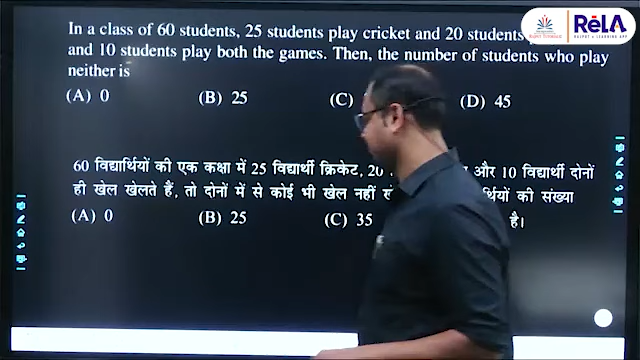 In a class of 60 students, 25 students play cricket and 20 students
and 10 students play both the games. Then, the number of students who play
neither is
(A) 0 (B) 25 (C) (D) 45
60 विद्यार्थियों की एक कक्षा में 25 विद्यार्थी क्रिकेट, 20 और 10 विद्यार्थी दोनों
ही खेल खेलते हैं, तो दोनों में से कोई भी खेल नहीं की संख्या
(A) 0 (B) 25 (C) 35 है।
RELA